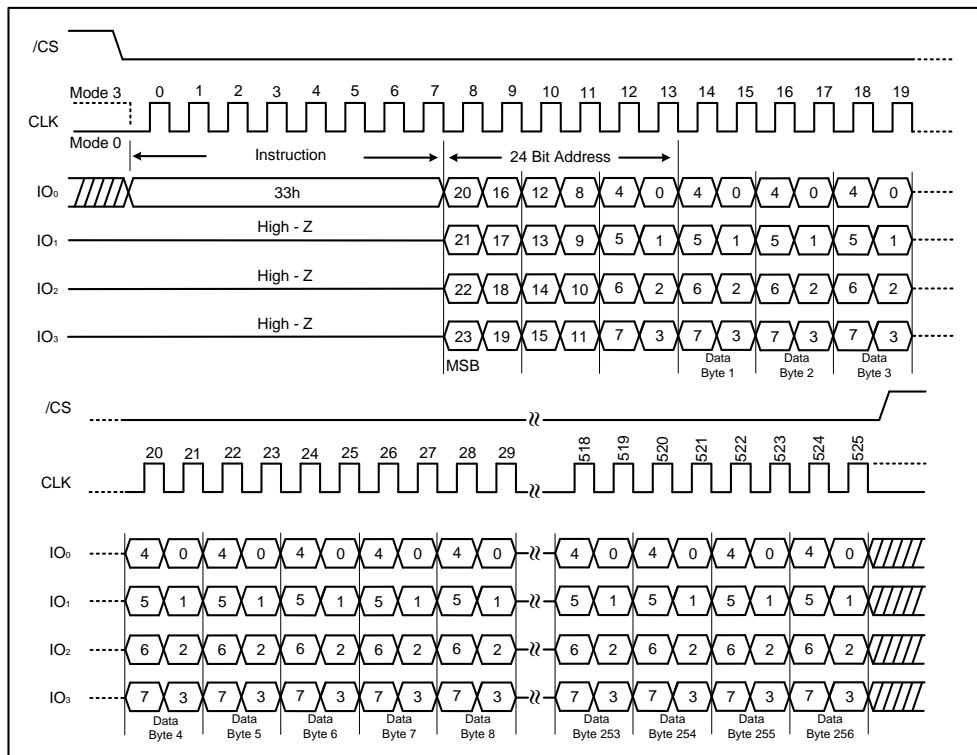 /CS
Mode 3 0 1 2 3 4 5 6 7 8 9 10 11 12 13 14 15 16 17 18 19
CLK
Mode 0
Instruction 24 Bit Address
IO₀ 33h 20 16 12 8 4 0 4 0 4 0 4 0
High - Z
IO₁ 21 17 13 9 5 1 5 1 5 1 5 1
High - Z
IO₂ 22 18 14 10 6 2 6 2 6 2 6 2
High - Z
IO₃ 23 19 15 11 7 3 7 3 7 3 7 3
MSB Data Data Data
Byte 1 Byte 2 Byte 3
/CS
20 21 22 23 24 25 26 27 28 29 518 519 520 521 522 523 524 525
CLK
IO₀ 4 0 4 0 4 0 4 0 4 0 4 0 4 0 4 0 4 0
IO₁ 5 1 5 1 5 1 5 1 5 1 5 1 5 1 5 1 5 1
IO₂ 6 2 6 2 6 2 6 2 6 2 6 2 6 2 6 2 6 2
IO₃ 7 3 7 3 7 3 7 3 7 3 7 3 7 3 7 3 7 3
Data Data Data Data Data Data Data Data Data
Byte 4 Byte 5 Byte 6 Byte 7 Byte 8 Byte 253 Byte 254 Byte 255 Byte 256